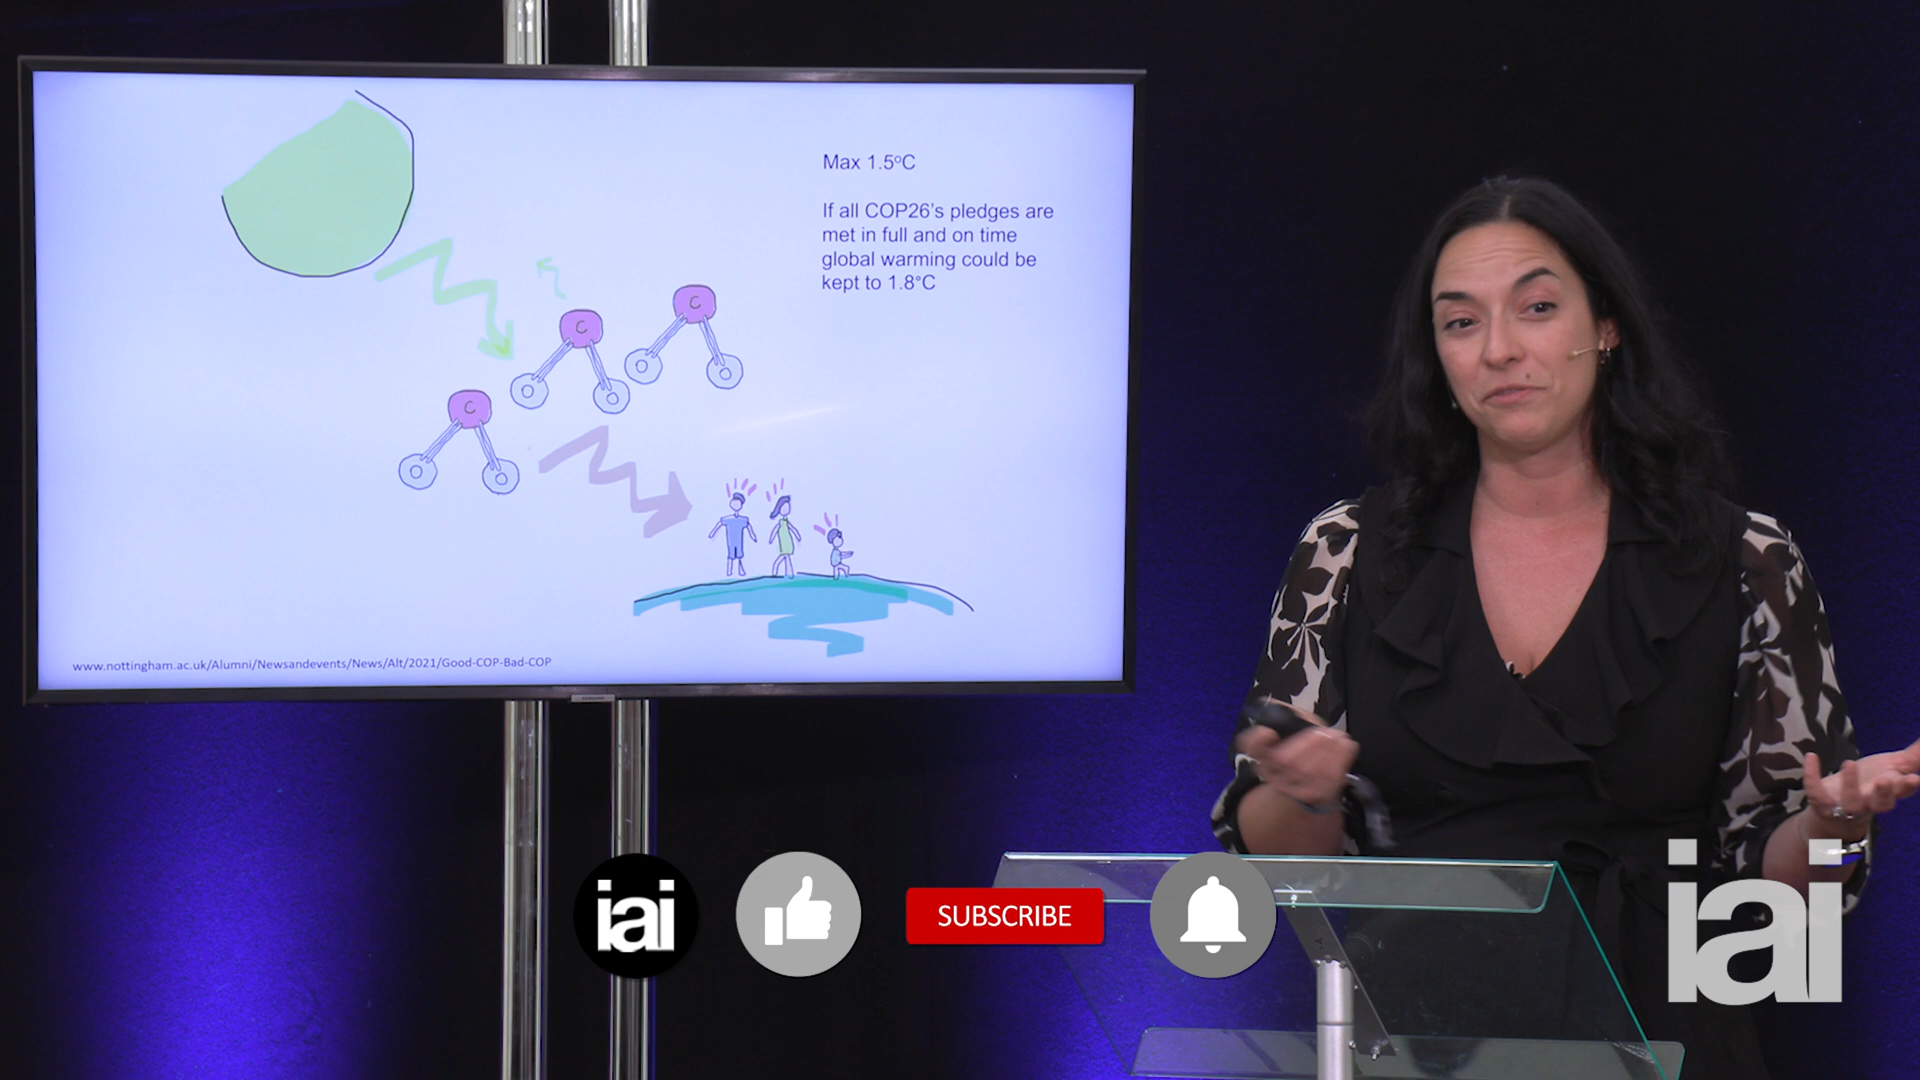 Max 1.5°C
If all COP26's pledges are
met in full and on time
global warming could be
kept to 1.8°C
C
C
C
O
O
O
O
O
O
www.nottingham.ac.uk/Alumni/Newsandevents/News/Alt/2021/Good-COP-Bad-COP
iai
SUBSCRIBE
iai